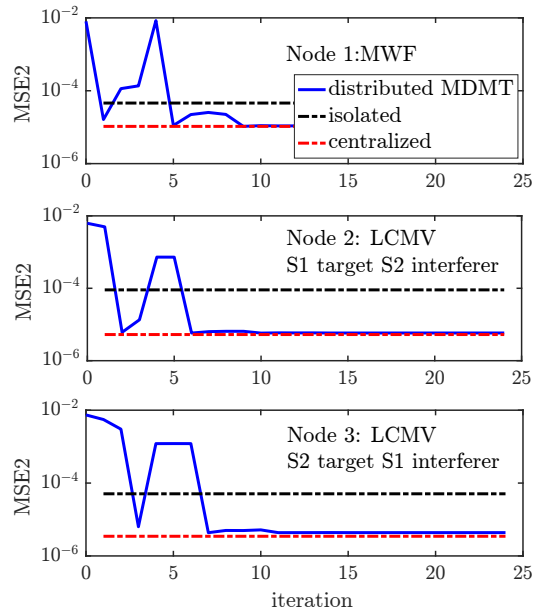 10^-2
10^-4
10^-6
MSE2
Node 1:MWF
distributed MDMT
isolated
centralized
0 5 10 15 20 25
10^-2
10^-4
10^-6
MSE2
Node 2: LCMV
S1 target S2 interferer
0 5 10 15 20 25
10^-2
10^-4
10^-6
MSE2
Node 3: LCMV
S2 target S1 interferer
0 5 10 15 20 25
iteration